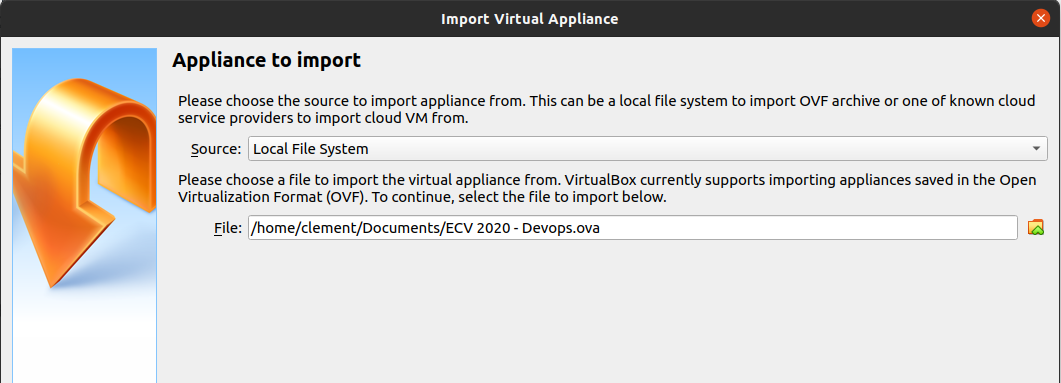 Import Virtual Appliance
Appliance to import
Please choose the source to import appliance from. This can be a local file system to import OVF archive or one of known cloud
service providers to import cloud VM from.
Source: Local File System
Please choose a file to import the virtual appliance from. VirtualBox currently supports importing appliances saved in the Open
Virtualization Format (OVF). To continue, select the file to import below.
File: /home/clement/Documents/ECV 2020 - Devops.ova